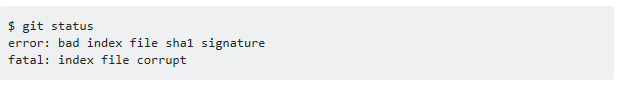 $ git status
error: bad index file sha1 signature
fatal: index file corrupt